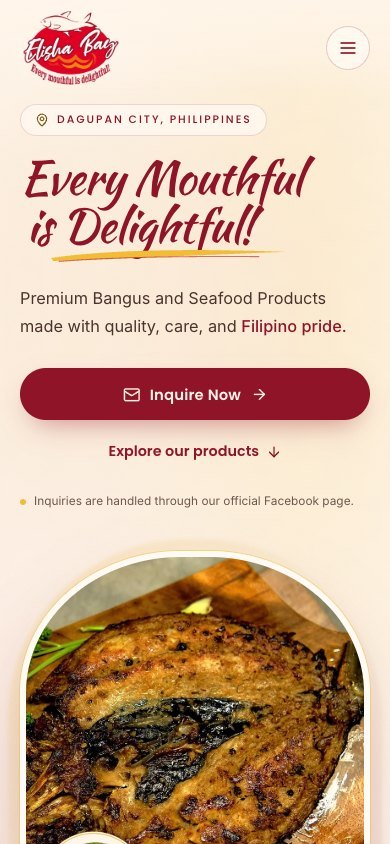 Elisha Bay
Every mouthful is delightful!
DAGUPAN CITY, PHILIPPINES
Every Mouthful
is Delightful!
Premium Bangus and Seafood Products
made with quality, care, and Filipino pride.
Inquire Now
Explore our products
Inquiries are handled through our official Facebook page.